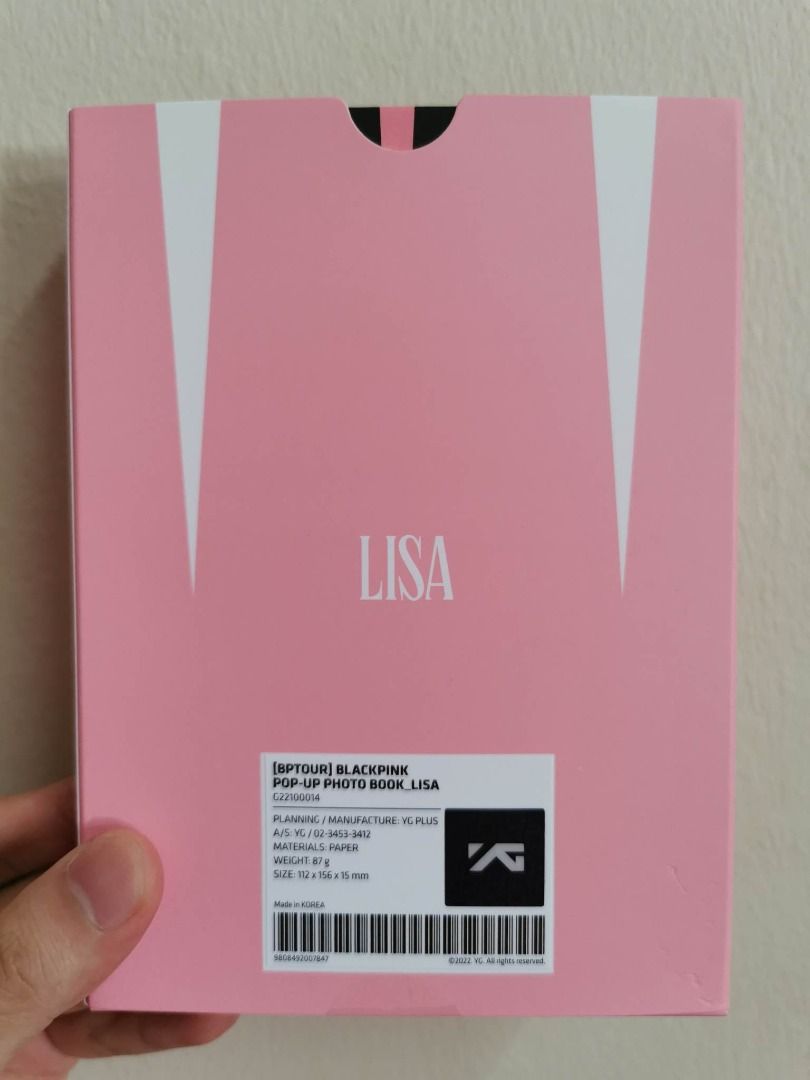 LISA
[BPTOUR] BLACKPINK
POP-UP PHOTO BOOK_LISA
G22100014
PLANNING / MANUFACTURE: YG PLUS
A/S: YG / 02-3453-3412
MATERIALS: PAPER
WEIGHT: 87 g
SIZE: 112 x 156 x 15 mm
YG
Made in KOREA
9808492007847
©2022. YG. All rights reserved.